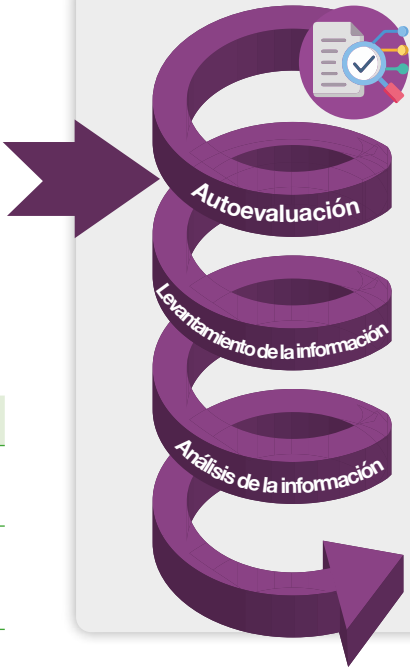 Autoevaluación
Levantamiento de la información
Análisis de la información